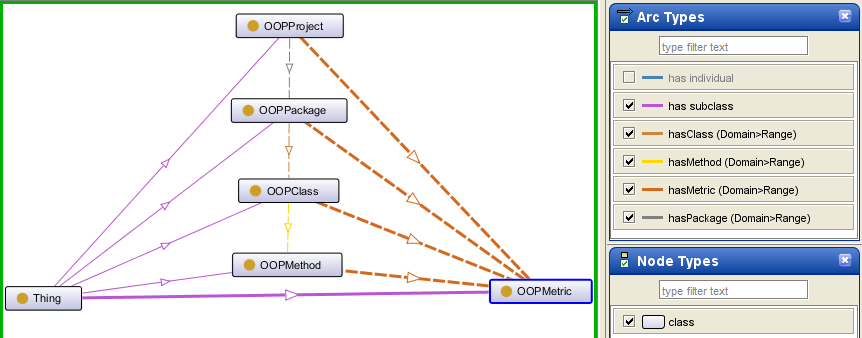 OOPProject
OOPPackage
OOPClass
OOPMethod
Thing
OOPMetric
Arc Types
type filter text
has individual
has subclass
hasClass (Domain>Range)
hasMethod (Domain>Range)
hasMetric (Domain>Range)
hasPackage (Domain>Range)
Node Types
type filter text
class